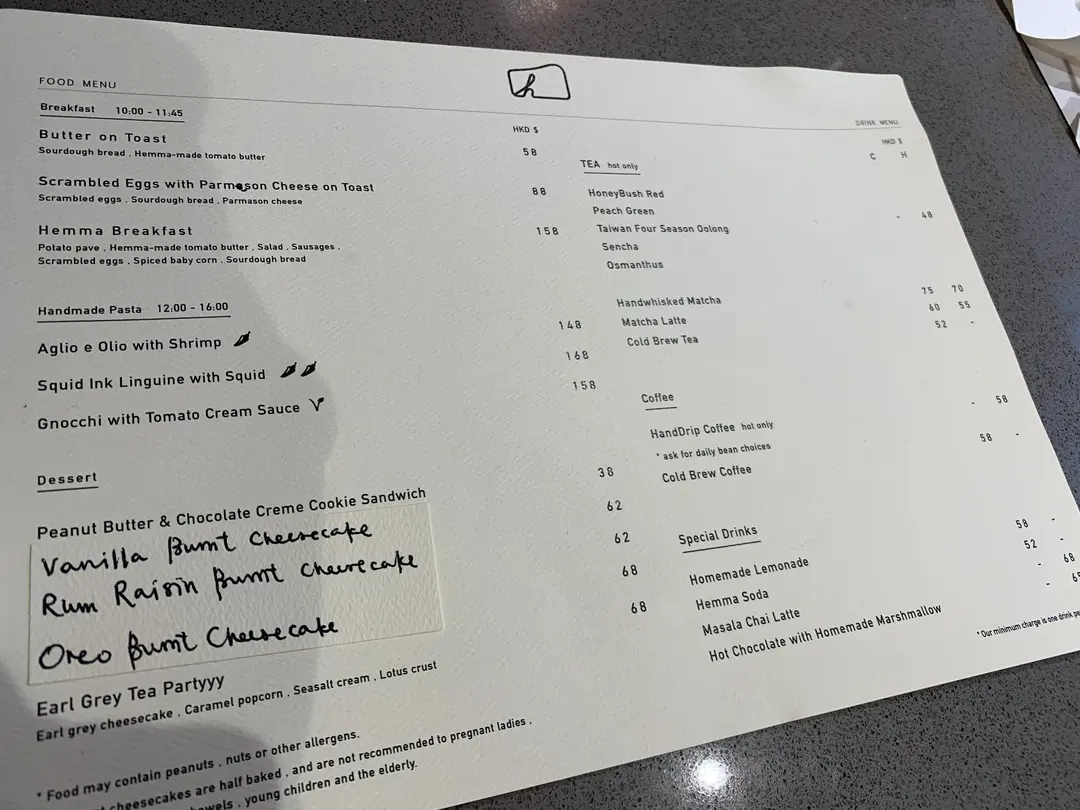 h
FOOD MENU
Breakfast 10:00 - 11:45
HKD $
Butter on Toast 58
Sourdough bread . Hemma-made tomato butter
Scrambled Eggs with Parmason Cheese on Toast 88
Scrambled eggs . Sourdough bread . Parmason cheese
Hemma Breakfast 158
Potato pave . Hemma-made tomato butter . Salad . Sausages .
Scrambled eggs . Spiced baby corn . Sourdough bread
Handmade Pasta 12:00 - 16:00
Aglio e Olio with Shrimp 148
Squid Ink Linguine with Squid 168
Gnocchi with Tomato Cream Sauce 158
Dessert
Peanut Butter & Chocolate Creme Cookie Sandwich 38
Vanilla Burnt Cheesecake 62
Rum Raisin Burnt Cheesecake 62
Oreo Burnt Cheesecake 68
Earl Grey Tea Partyyy 68
Earl grey cheesecake . Caramel popcorn . Seasalt cream . Lotus crust
* Food may contain peanuts . nuts or other allergens.
cheesecakes are half baked . and are not recommended to pregnant ladies .
young children and the elderly.
DRINK MENU
HKD $
TEA hot only C H
HoneyBush Red
Peach Green
Taiwan Four Season Oolong - 48
Sencha
Osmanthus
Handwhisked Matcha 75 70
Matcha Latte 60 55
Cold Brew Tea 52 -
Coffee
HandDrip Coffee hot only - 58
* ask for daily bean choices
Cold Brew Coffee 58 -
Special Drinks
Homemade Lemonade 58 -
Hemma Soda 52 -
Masala Chai Latte - 68
Hot Chocolate with Homemade Marshmallow -
* Our minimum charge is one drink